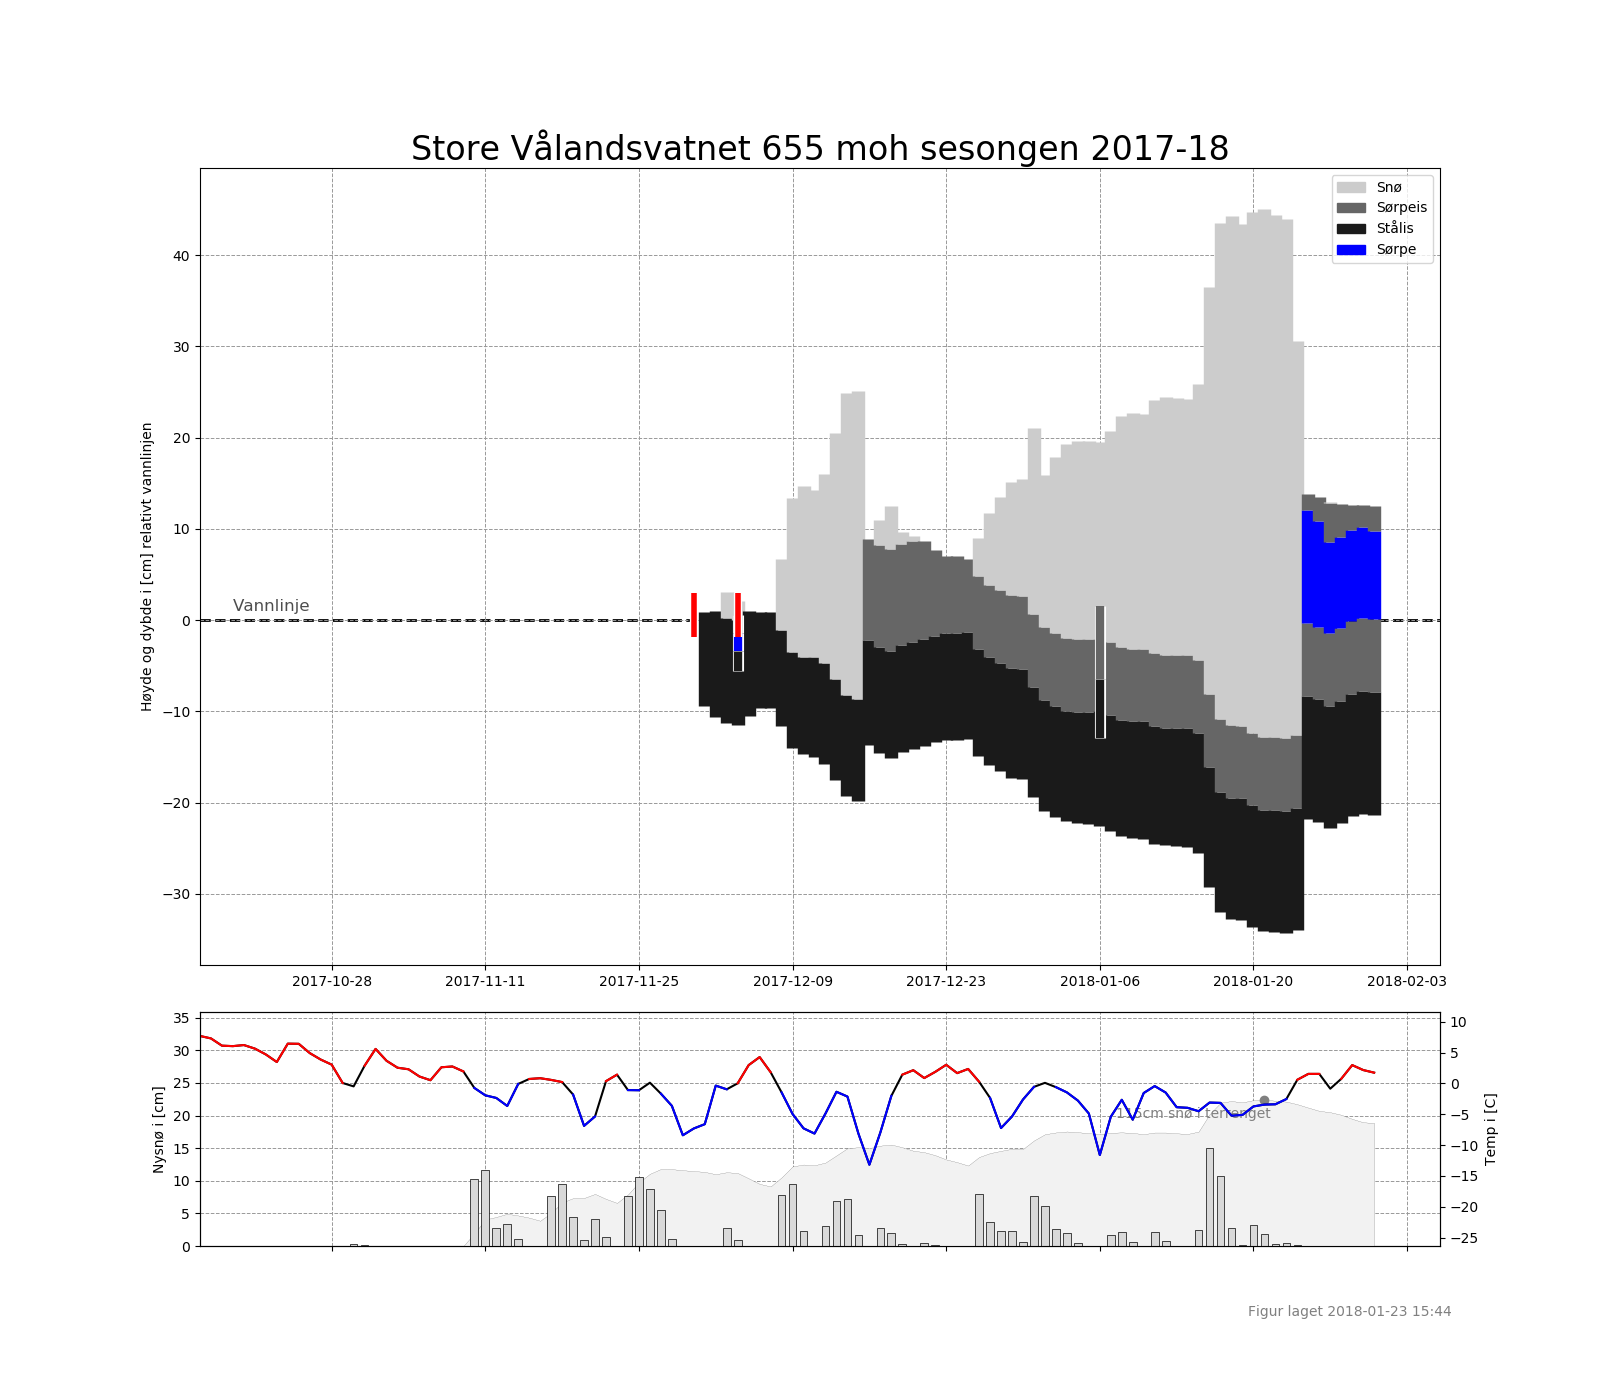 Store Vålandsvatnet 655 moh sesongen 2017-18
Snø
Sørpeis
Stålis
Sørpe
Høyde og dybde i [cm] relativt vannlinjen
40
30
20
10
0
−10
−20
−30
Vannlinje
2017-10-28 2017-11-11 2017-11-25 2017-12-09 2017-12-23 2018-01-06 2018-01-20 2018-02-03
Nysnø i [cm]
35
30
25
20
15
10
5
0
115cm snø i terrenget
10
5
0
−5
−10
−15
−20
−25
Temp i [C]
Figur laget 2018-01-23 15:44